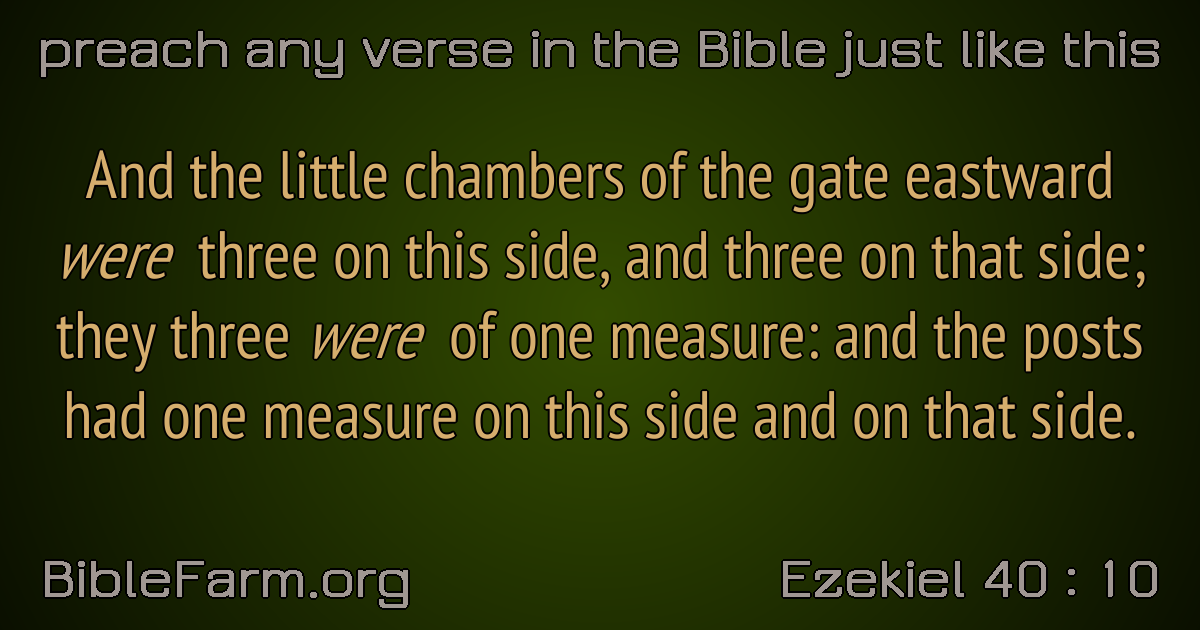 preach any verse in the Bible just like this
And the little chambers of the gate eastward
were three on this side, and three on that side;
they three were of one measure: and the posts
had one measure on this side and on that side.
BibleFarm.org
Ezekiel 40 : 10